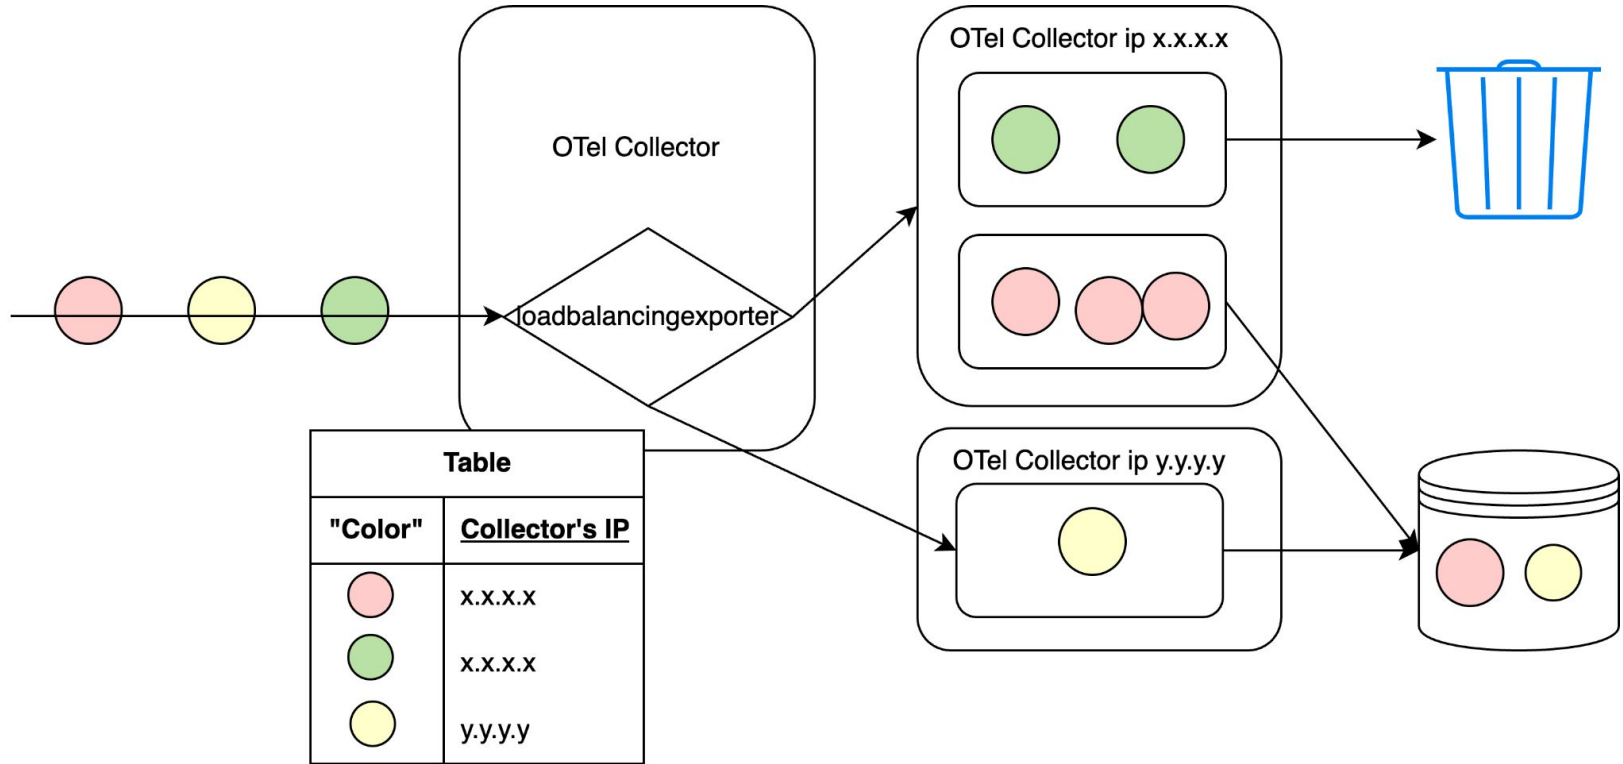 OTel Collector
loadbalancingexporter
OTel Collector ip x.x.x.x
OTel Collector ip y.y.y.y
Table
"Color" Collector's IP
x.x.x.x
x.x.x.x
y.y.y.y